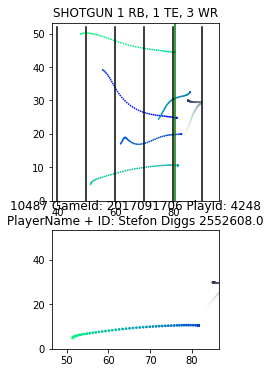 SHOTGUN 1 RB, 1 TE, 3 WR
50
40
30
20
10
0
40 60 80
10487 GameId: 2017091706 PlayId: 4248
PlayerName + ID: Stefon Diggs 2552608.0
40
20
0
50 60 70 80